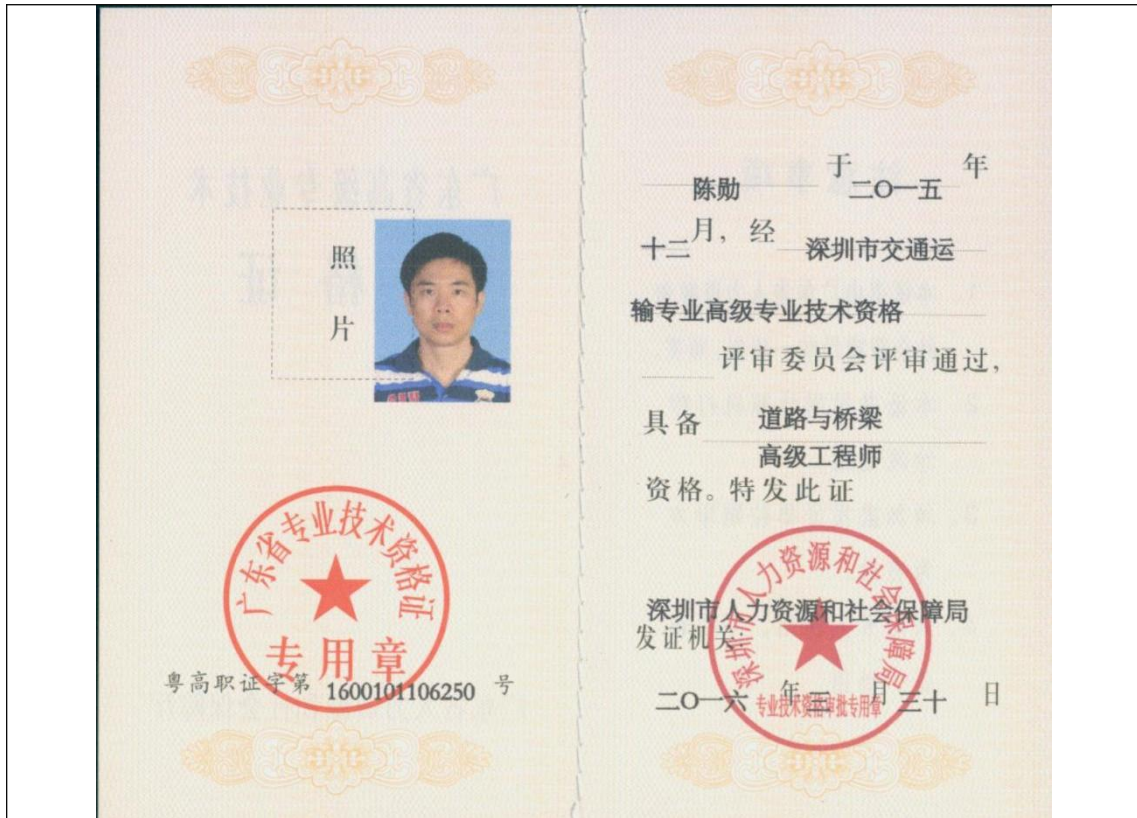 照
片
广东省专业技术资格证
专用章
粤高职证字第 1600101106250 号
陈勋 于 二〇一五 年
十二 月，经 深圳市交通运
输专业高级专业技术资格
评审委员会评审通过，
具备 道路与桥梁
高级工程师
资格。特发此证
深圳市人力资源和社会保障局
深圳市人力资源和社会保障局
发证机关：
二〇一六 年 三 月 三十 日
专业技术资格审批专用章